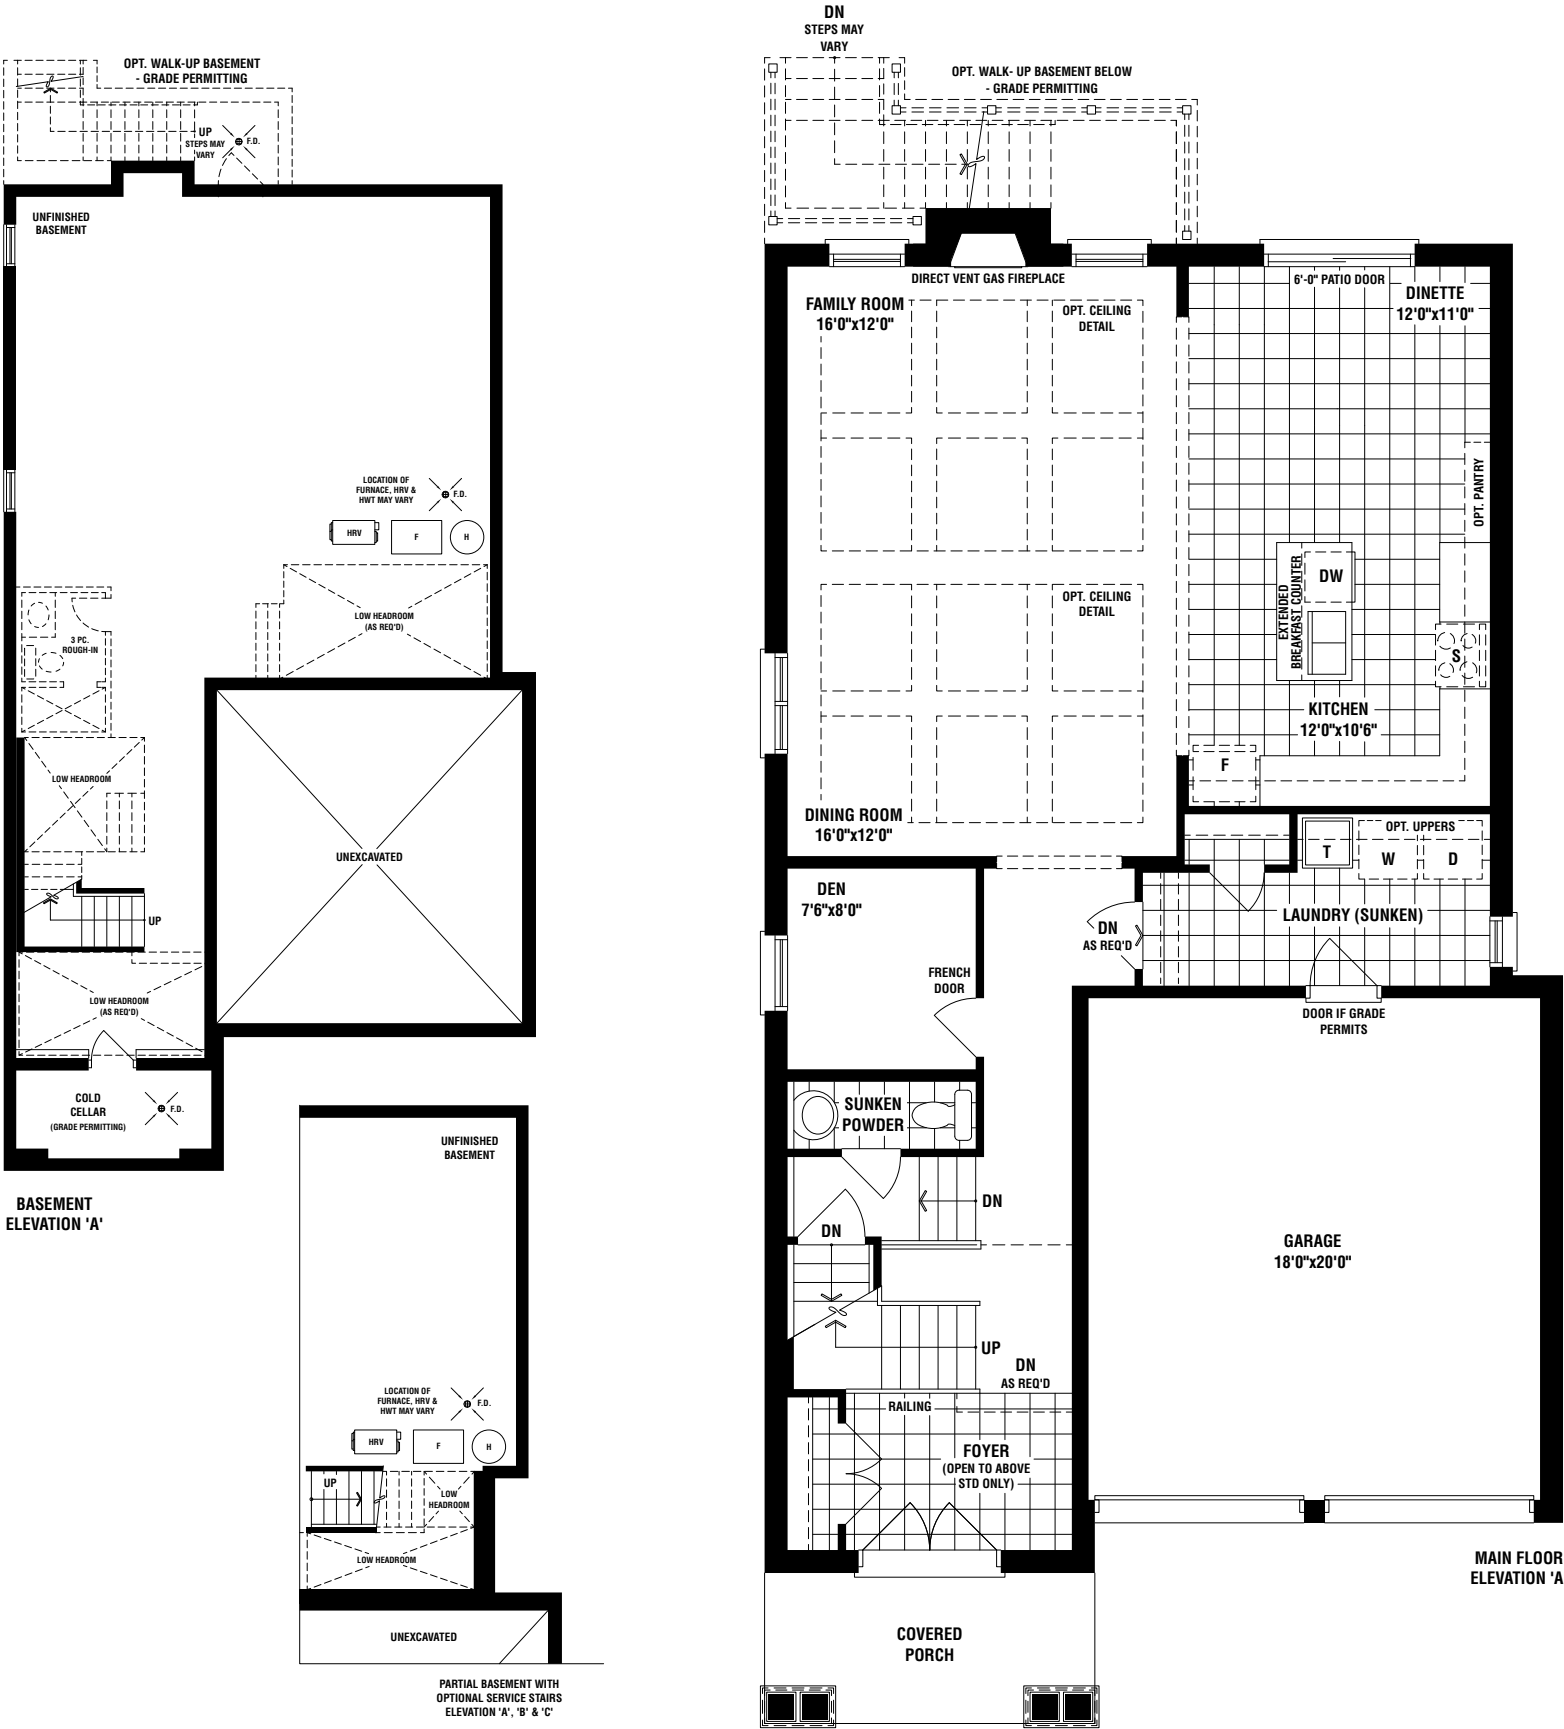 OPT. WALK-UP BASEMENT
- GRADE PERMITTING
UP
STEPS MAY
VARY
F.D.
UNFINISHED
BASEMENT
LOCATION OF
FURNACE, HRV &
HWT MAY VARY
F.D.
HRV
F
H
LOW HEADROOM
(AS REQ'D)
3 PC.
ROUGH-IN
LOW HEADROOM
UNEXCAVATED
UP
LOW HEADROOM
(AS REQ'D)
COLD
CELLAR
(GRADE PERMITTING)
F.D.
BASEMENT
ELEVATION 'A'
UNFINISHED
BASEMENT
LOCATION OF
FURNACE, HRV &
HWT MAY VARY
F.D.
HRV
F
H
UP
LOW
HEADROOM
LOW HEADROOM
UNEXCAVATED
PARTIAL BASEMENT WITH
OPTIONAL SERVICE STAIRS
ELEVATION 'A', 'B' & 'C'
DN
STEPS MAY
VARY
OPT. WALK- UP BASEMENT BELOW
- GRADE PERMITTING
DIRECT VENT GAS FIREPLACE
6'-0" PATIO DOOR
FAMILY ROOM
16'0"x12'0"
OPT. CEILING
DETAIL
DINETTE
12'0"x11'0"
OPT. PANTRY
DW
EXTENDED
BREAKFAST COUNTER
OPT. CEILING
DETAIL
S
KITCHEN
12'0"x10'6"
F
DINING ROOM
16'0"x12'0"
OPT. UPPERS
T
W
D
DEN
7'6"x8'0"
LAUNDRY (SUNKEN)
DN
AS REQ'D
FRENCH
DOOR
DOOR IF GRADE
PERMITS
SUNKEN
POWDER
DN
DN
GARAGE
18'0"x20'0"
UP
DN
AS REQ'D
RAILING
FOYER
(OPEN TO ABOVE
STD ONLY)
MAIN FLOOR
ELEVATION 'A
COVERED
PORCH